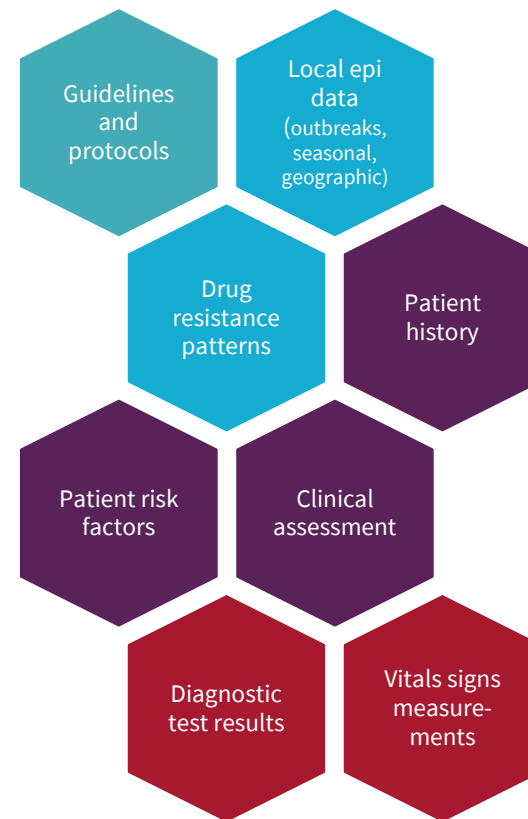 Guidelines
and
protocols
Local epi
data
(outbreaks,
seasonal,
geographic)
Drug
resistance
patterns
Patient
history
Patient risk
factors
Clinical
assessment
Diagnostic
test results
Vitals signs
measure-
ments